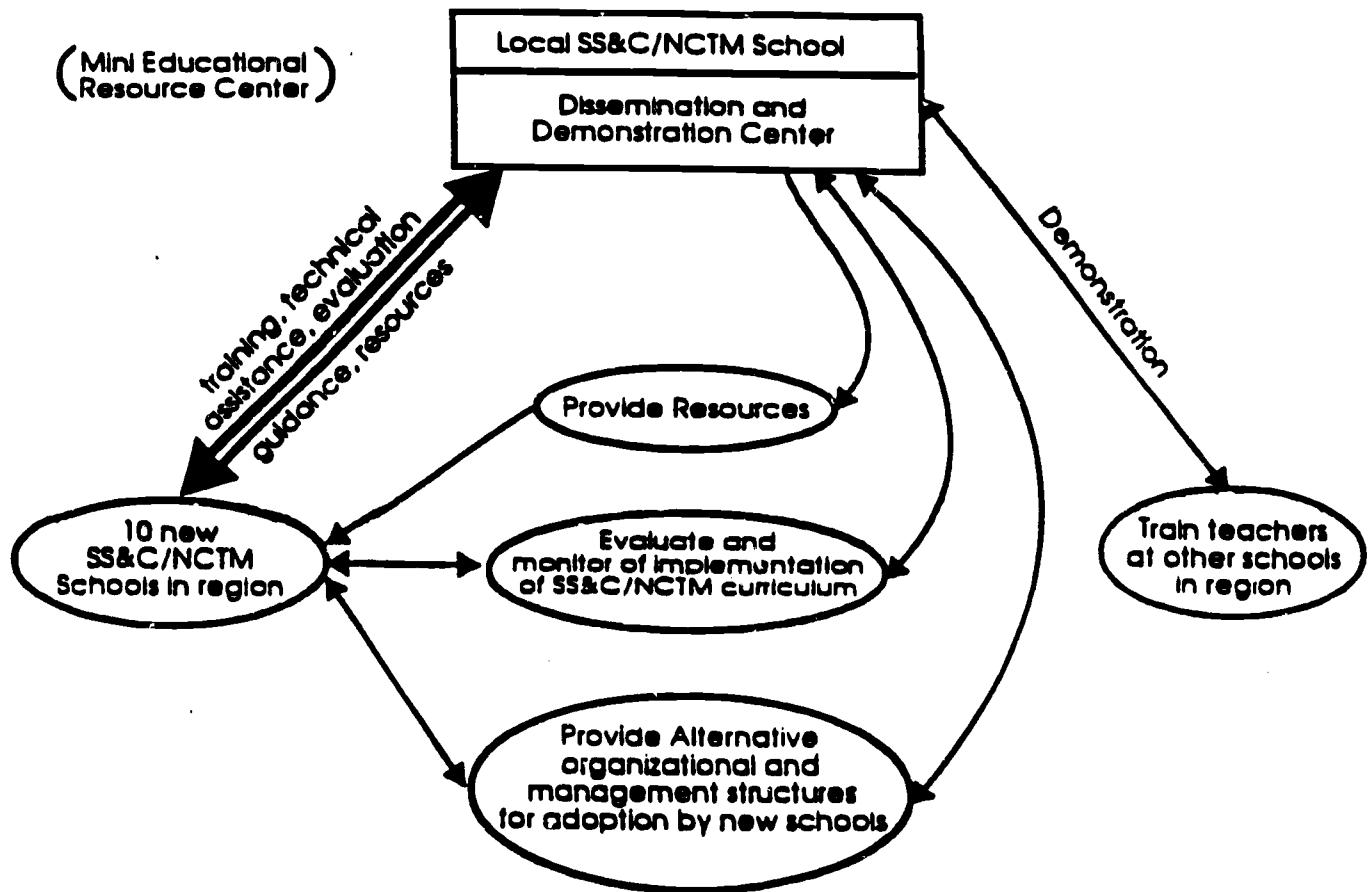 (Mini Educational
Resource Center)
Local SS&C/NCTM School
Dissemination and
Demonstration Center
training, technical
assistance, evaluation
guidance, resources
Demonstration
Provide Resources
10 new
SS&C/NCTM
Schools in region
Evaluate and
monitor of implementation
of SS&C/NCTM curriculum
Train teachers
at other schools
in region
Provide Alternative
organizational and
management structures
for adoption by new schools